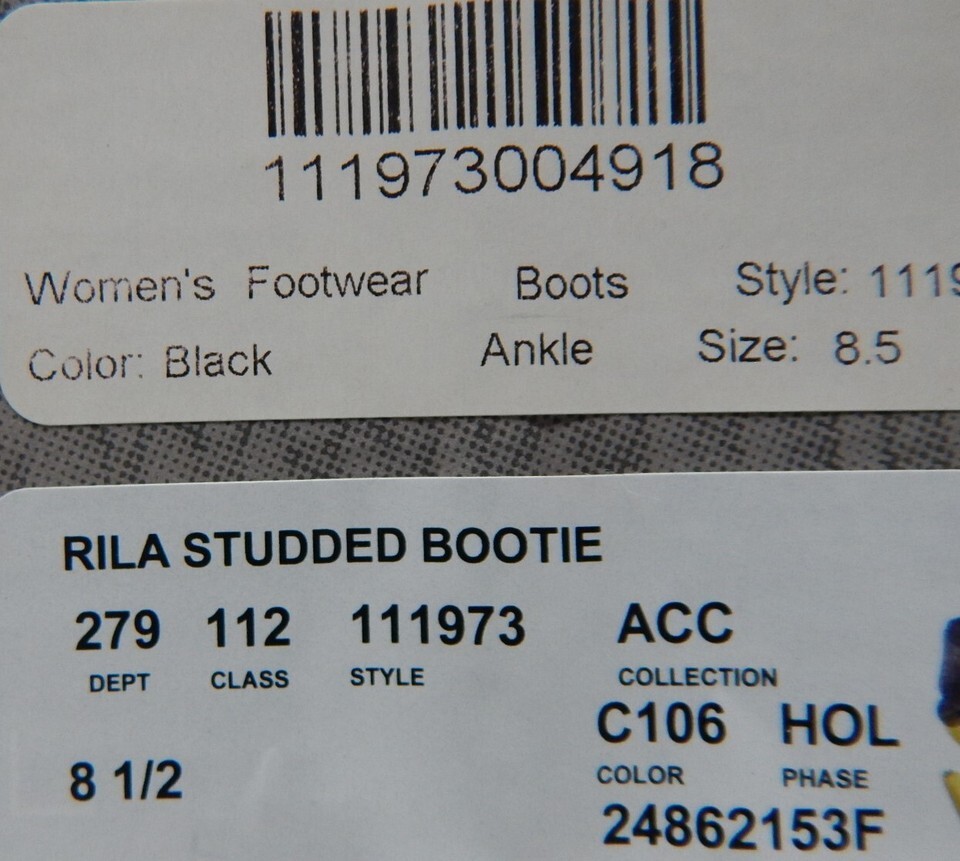 111973004918
Women's Footwear Boots Style: 1119
Color: Black Ankle Size: 8.5
RILA STUDDED BOOTIE
279 112 111973 ACC
DEPT CLASS STYLE COLLECTION
C106 HOL
8 1/2 COLOR PHASE
24862153F